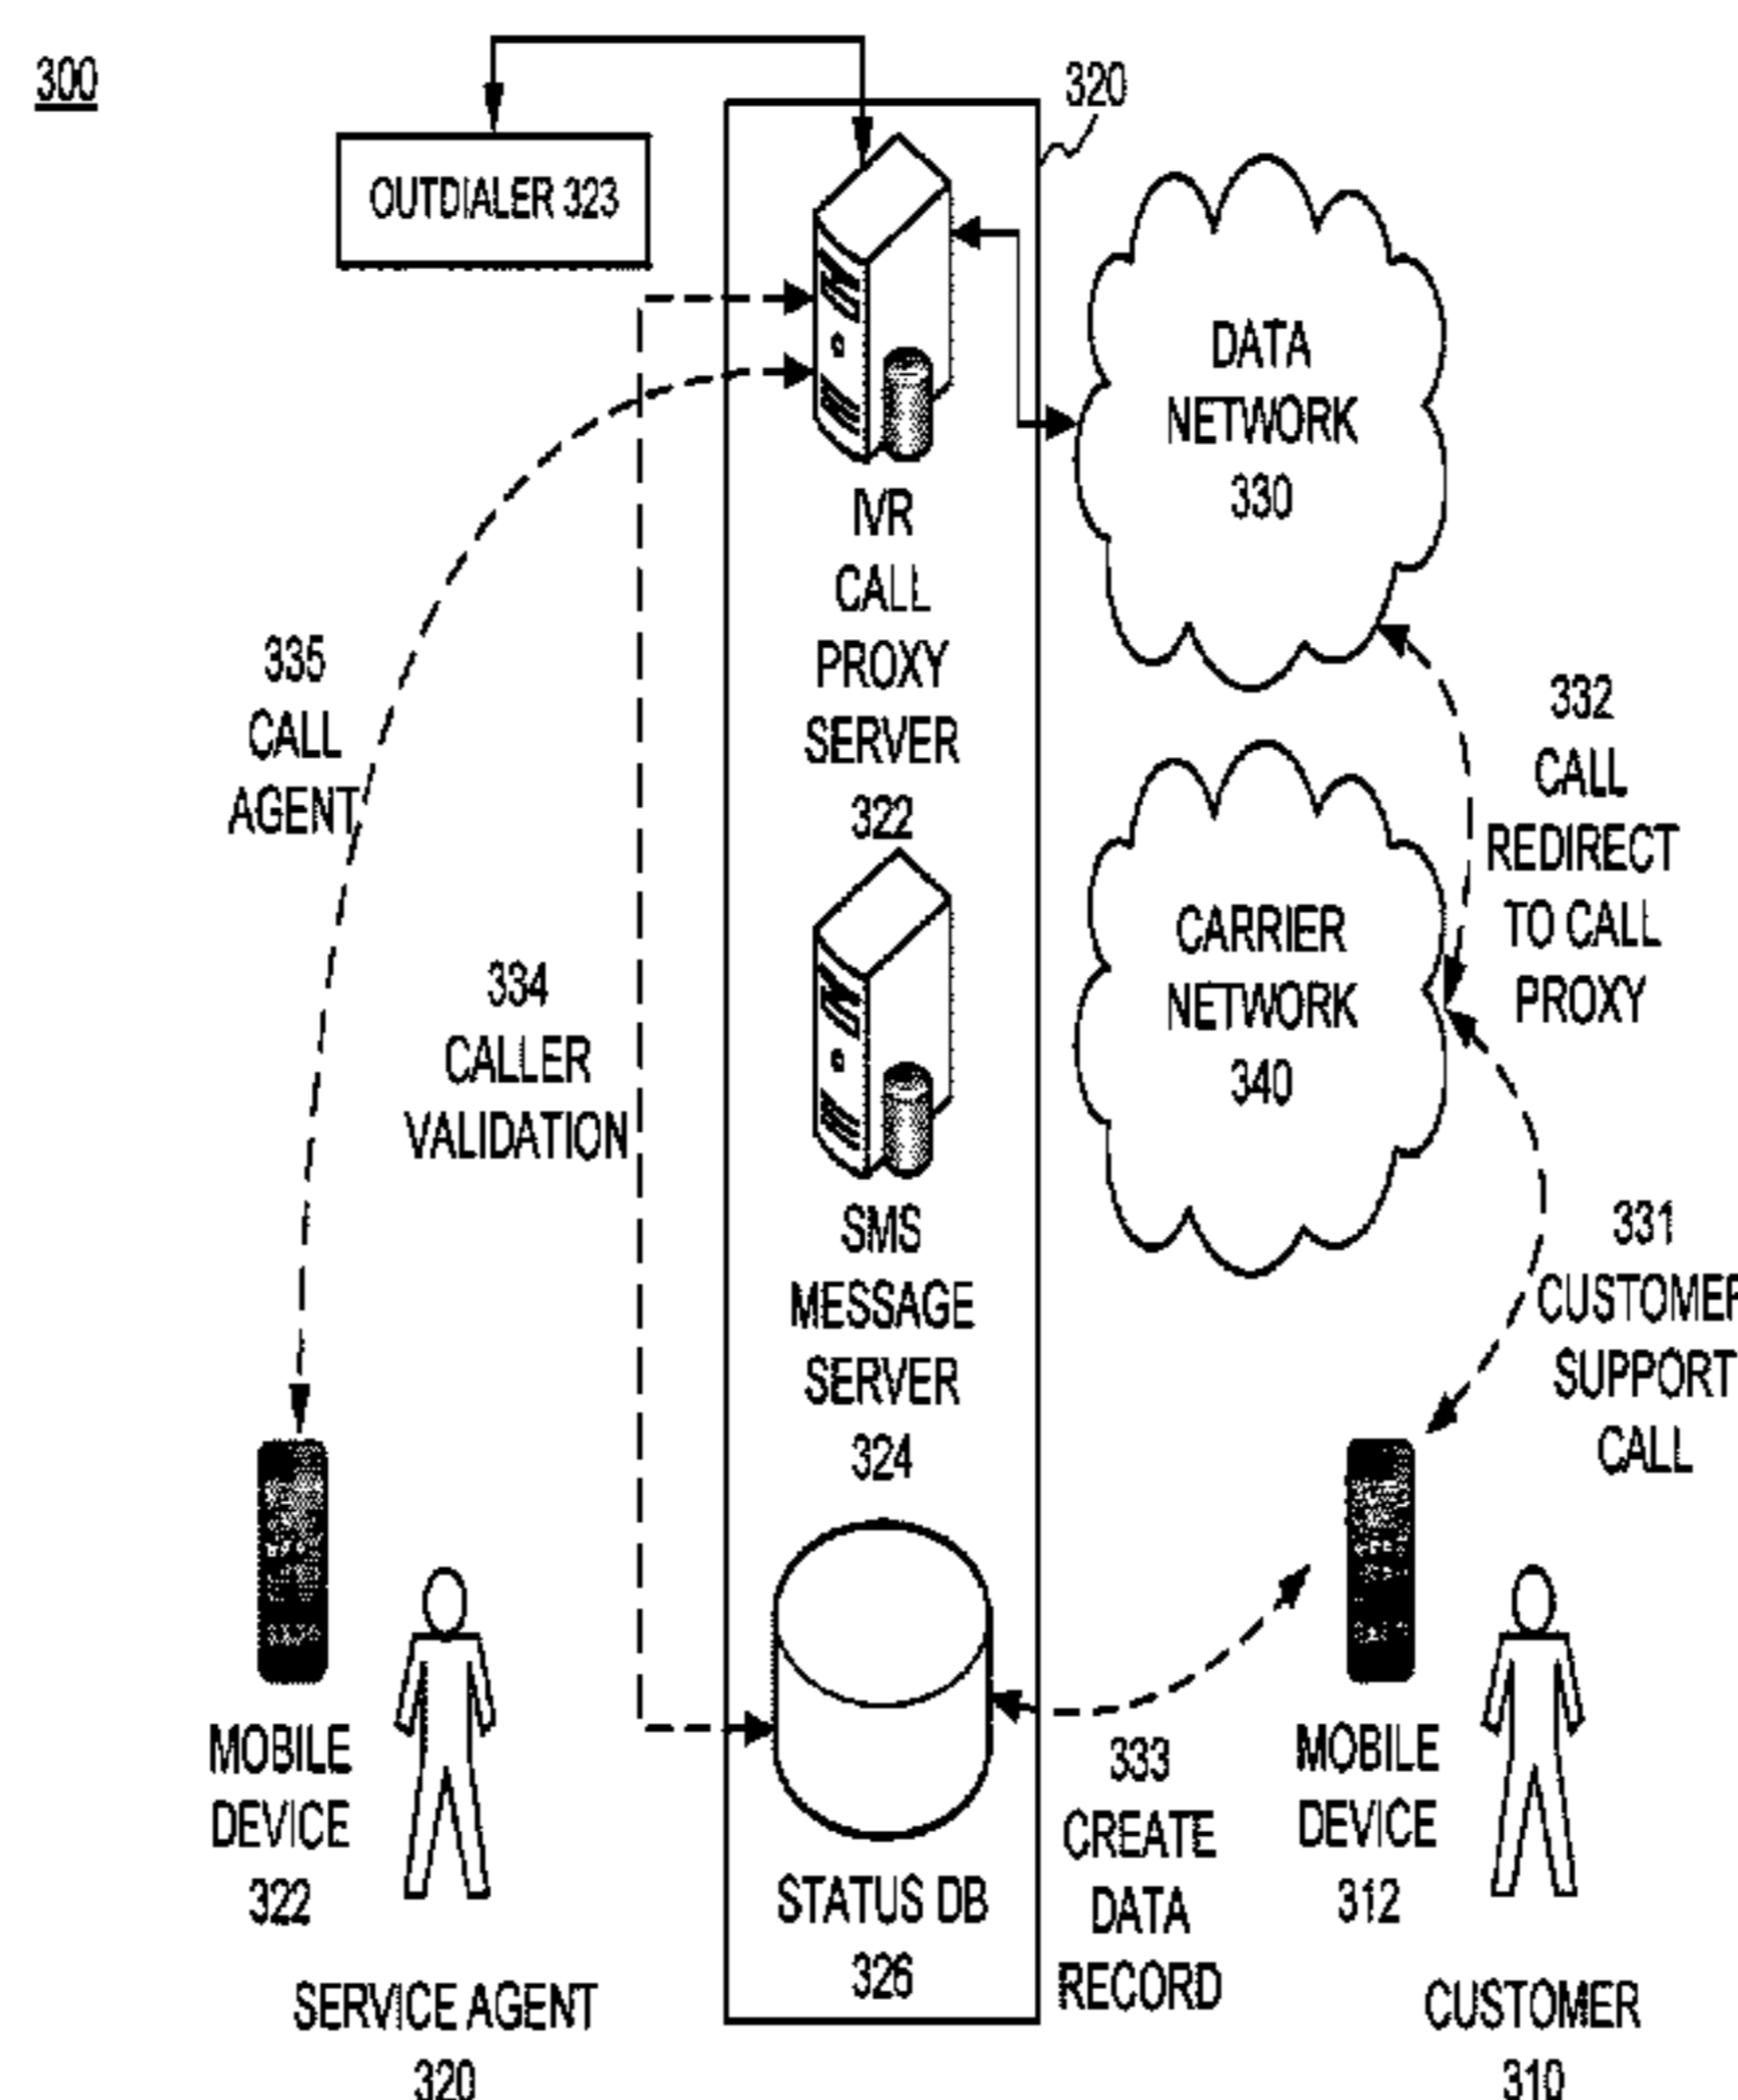 300
320
OUTDIALER 323
DATA
NETWORK
330
IVR
CALL
PROXY
SERVER
322
335
CALL
AGENT
332
CALL
REDIRECT
TO CALL
PROXY
CARRIER
NETWORK
340
334
CALLER
VALIDATION
SMS
MESSAGE
SERVER
324
331
CUSTOMER
SUPPORT
CALL
MOBILE
DEVICE
322
SERVICE AGENT
320
STATUS DB
326
333
CREATE
DATA
RECORD
MOBILE
DEVICE
312
CUSTOMER
310